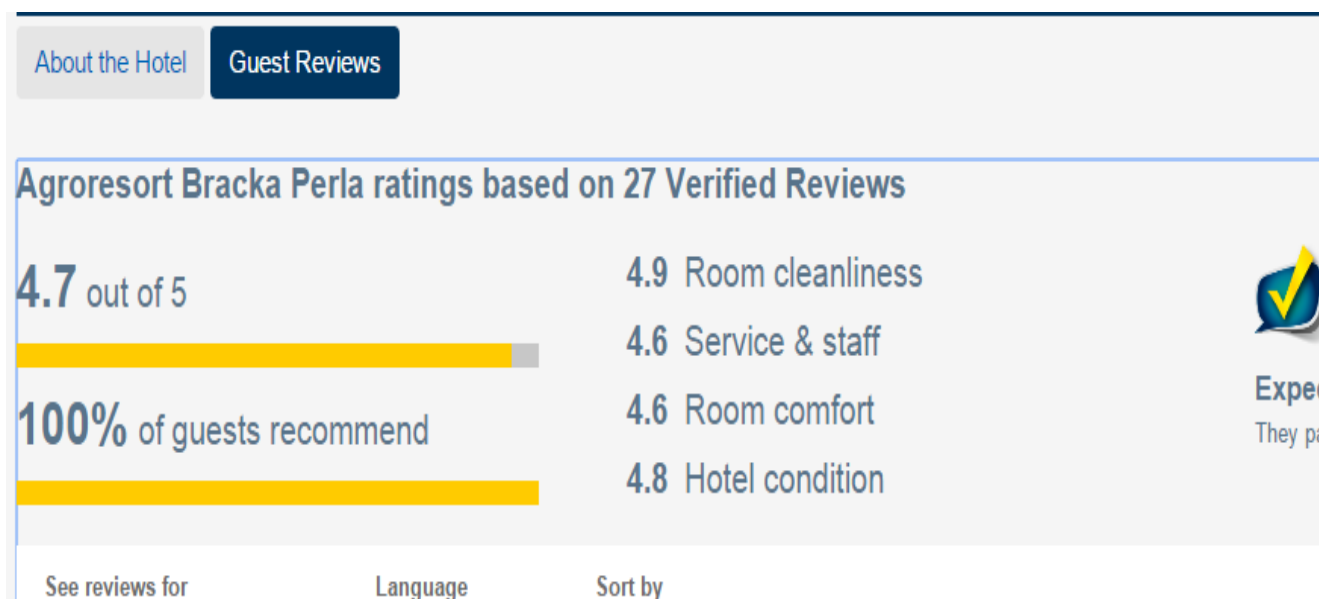 About the Hotel
Guest Reviews
Agroresort Bracka Perla ratings based on 27 Verified Reviews
4.7 out of 5
100% of guests recommend
4.9 Room cleanliness
4.6 Service & staff
4.6 Room comfort
4.8 Hotel condition
They
See reviews for
Language
Sort by